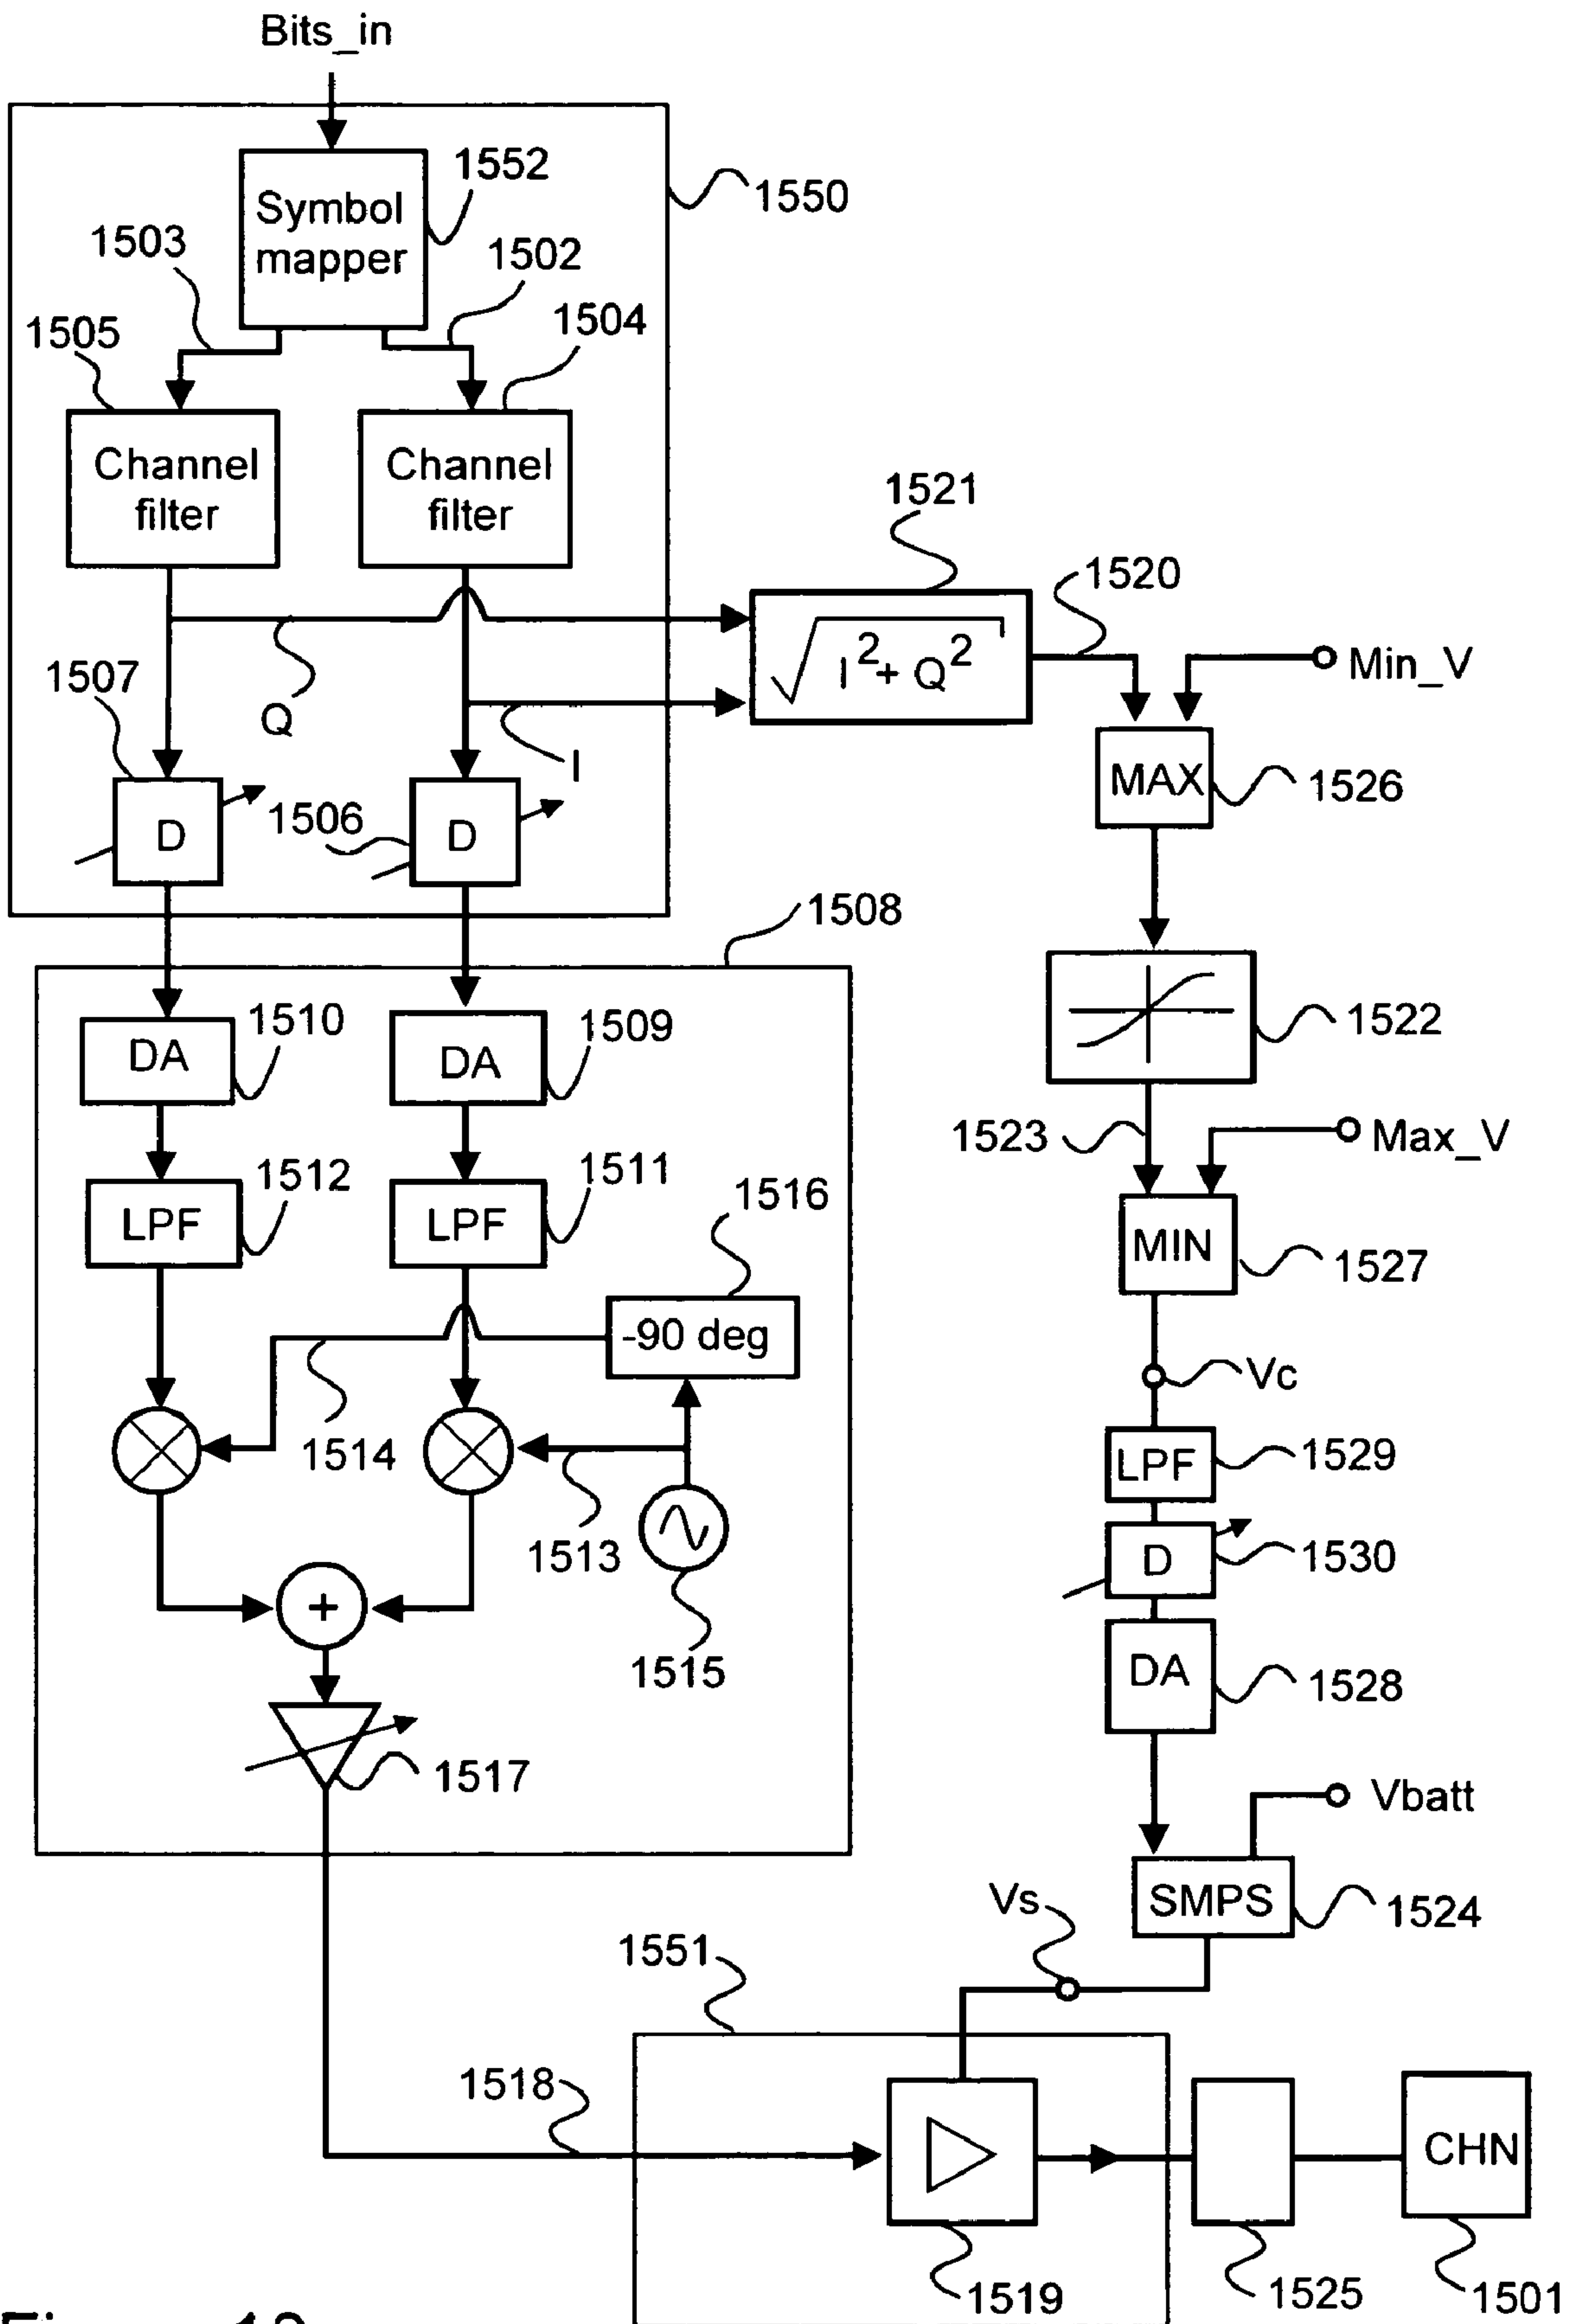 Bits_in
1552
Symbol
mapper
1550
1503
1502
1505
1504
Channel
filter
Channel
filter
1521
1520
√ I² + Q²
Min_V
1507
Q
I
MAX
1526
D
1506
D
1508
1522
1510
1509
DA
DA
1523
Max_V
1512
1511
1516
LPF
LPF
MIN
1527
-90 deg
Vc
1514
LPF
1529
1513
D
1530
+
1515
DA
1528
1517
Vbatt
Vs
SMPS
1524
1551
1518
CHN
1519
1525
1501